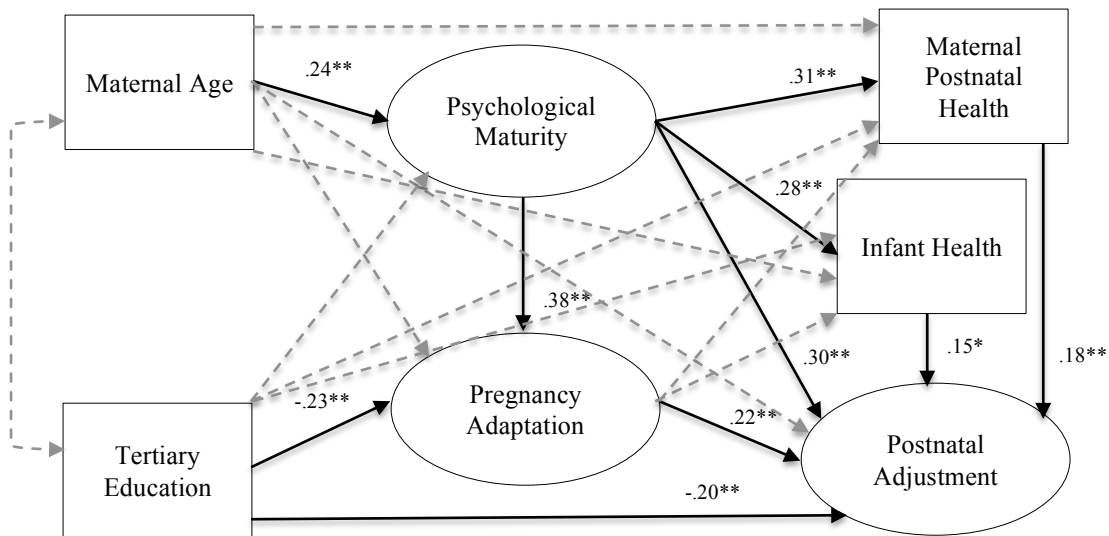 Maternal Age
.24**
Psychological
Maturity
.31**
Maternal
Postnatal
Health
.28**
Infant Health
.38**
.30**
.15*
.18**
-.23**
Pregnancy
Adaptation
.22**
Tertiary
Education
-.20**
Postnatal
Adjustment